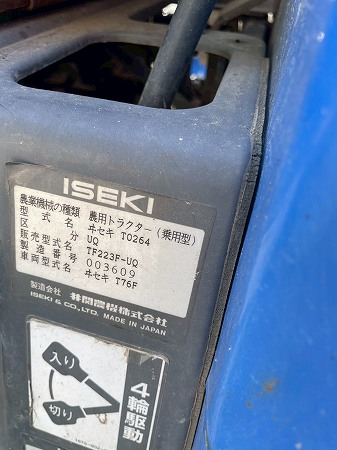 ISEKI
農業機械の種類 農用トラクター(乗用型)
型式名 ヰセキ TO264
区分 UQ
販売型式名 TF223F-UQ
製造番号 003609
車両型式名 ヰセキ T76F
製造会社 井関農機株式会社
ISEKI & CO., LTD. MADE IN JAPAN
入り
切り
4輪駆動